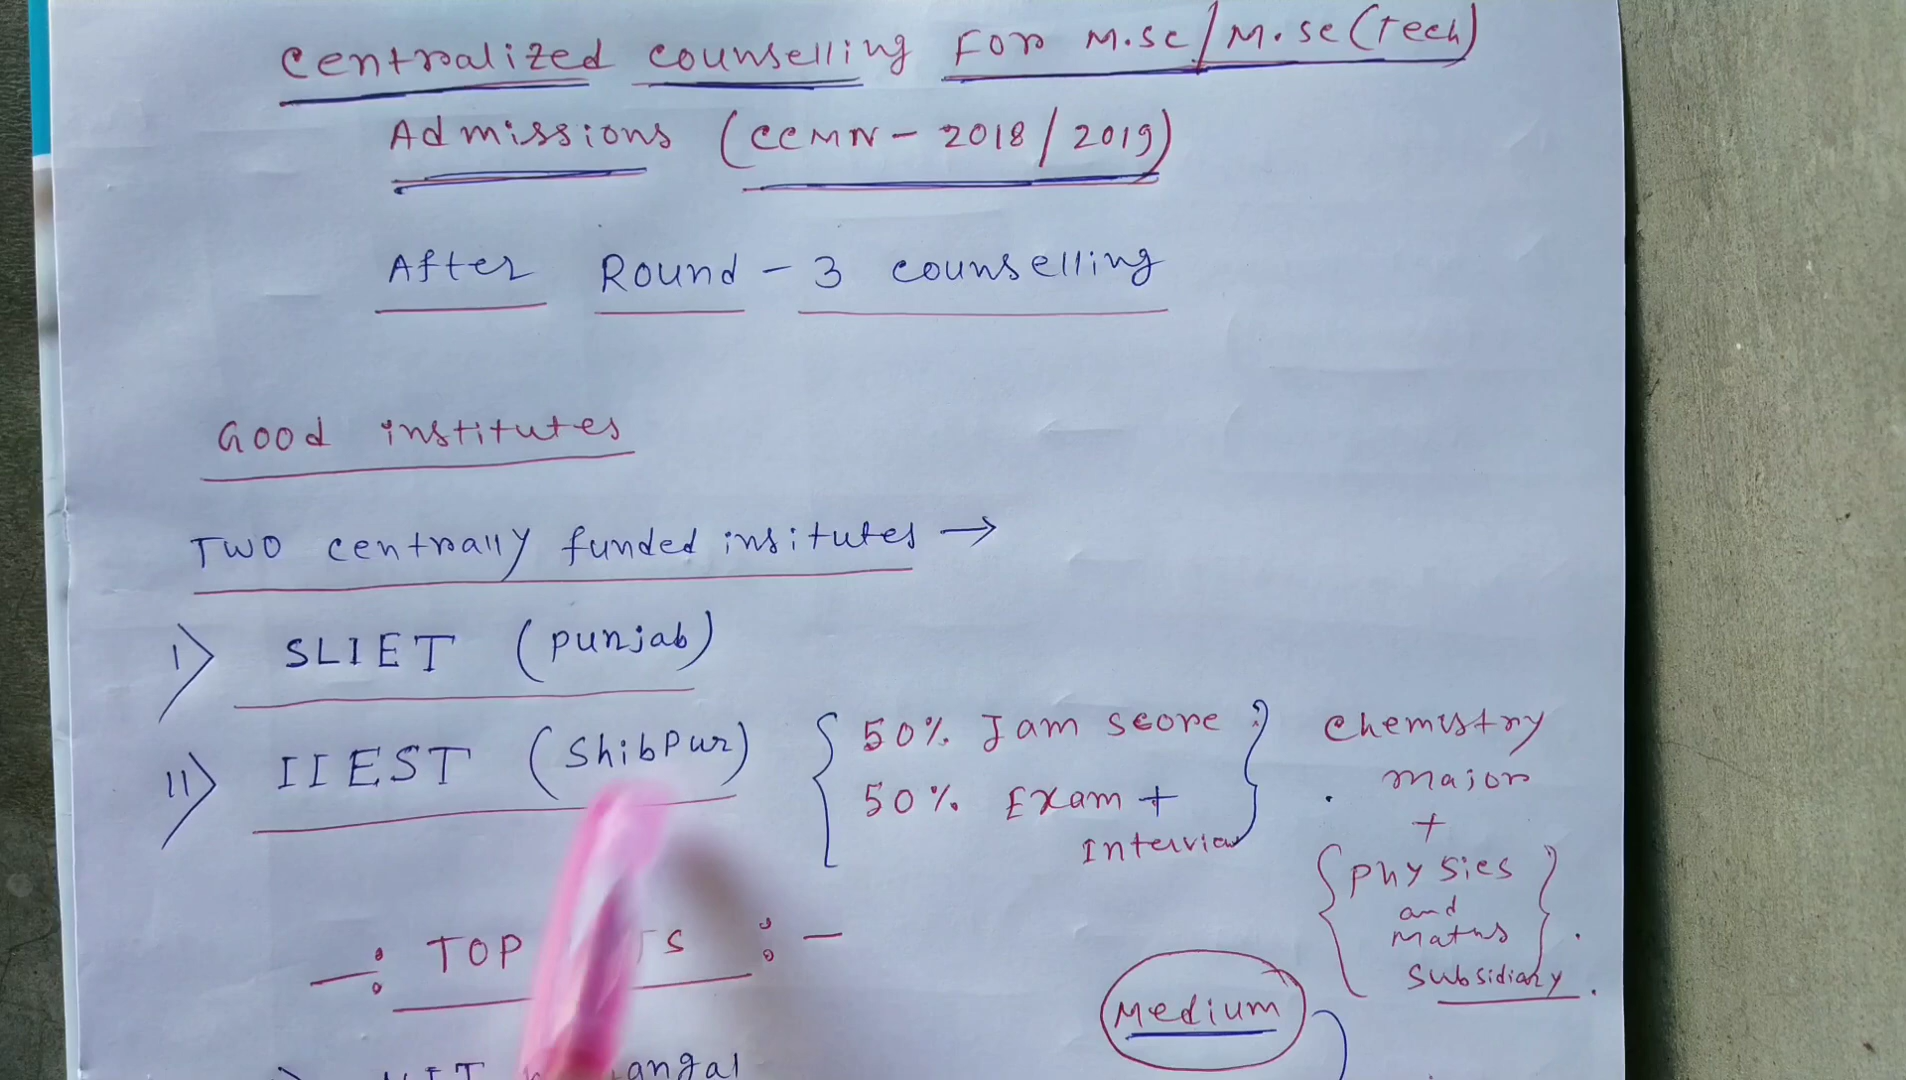 Centralized Counselling For M.Sc/M.Sc(Tech)
Admissions (CCMN-2018/2019)
After Round-3 counselling
Good institutes
Two centrally funded insitutes →
I) SLIET (Punjab)
II) IIEST (Shibpur)
50% Jam score
50% Exam +
Interview
Chemistry
major
+
Physics
and
Maths
subsidiary.
—: TOP :—
Medium
NIT